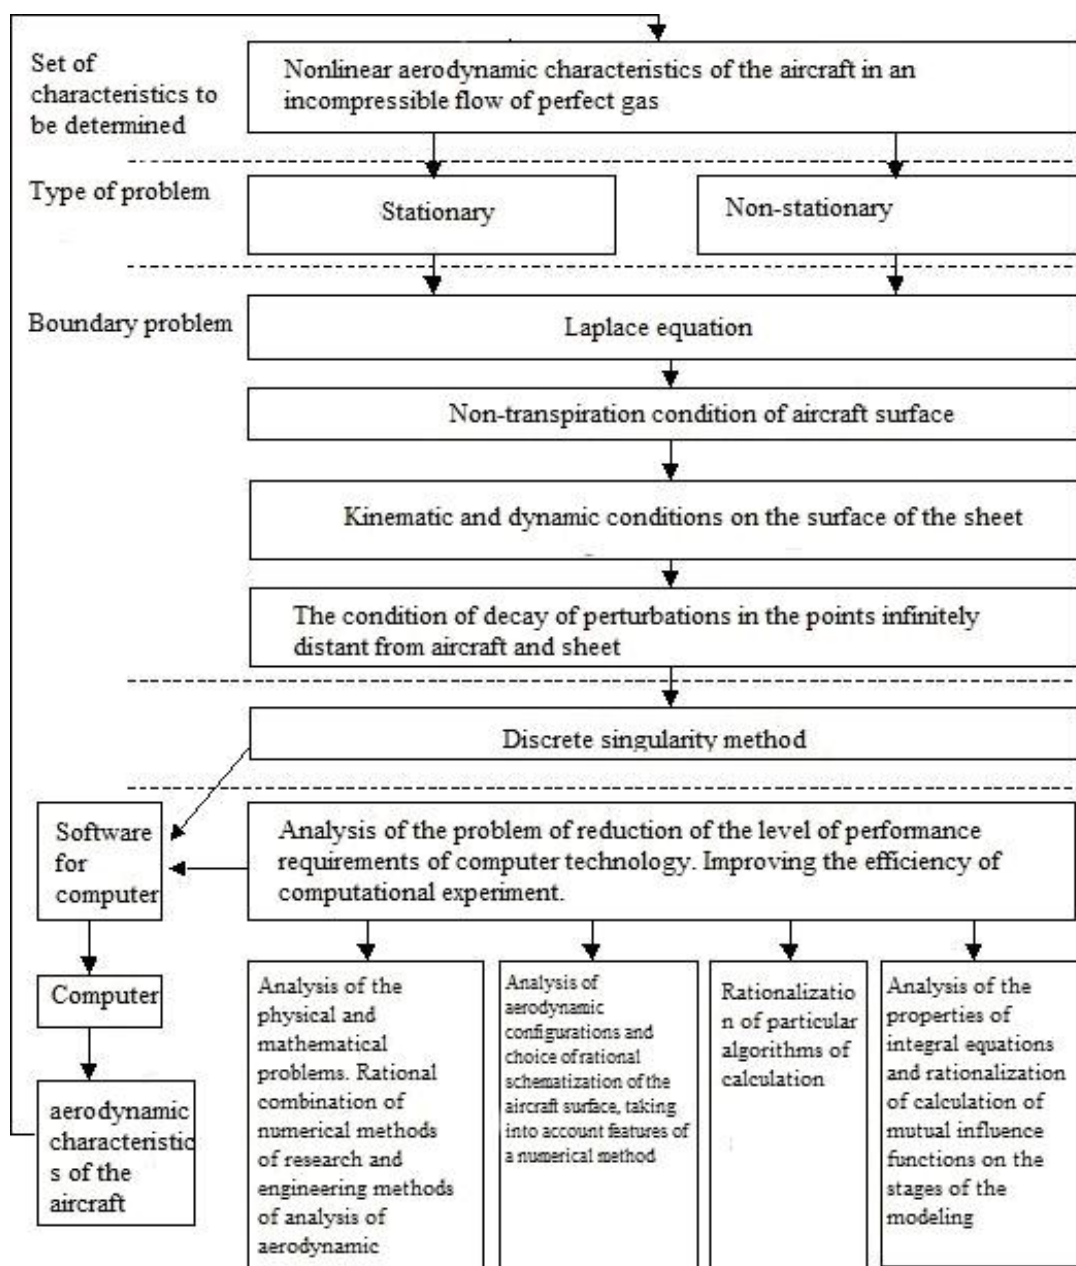 Set of
characteristics to
be determined
Nonlinear aerodynamic characteristics of the aircraft in an
incompressible flow of perfect gas
Type of problem
Stationary
Non-stationary
Boundary problem
Laplace equation
Non-transpiration condition of aircraft surface
Kinematic and dynamic conditions on the surface of the sheet
The condition of decay of perturbations in the points infinitely
distant from aircraft and sheet
Discrete singularity method
Software
for
computer
Analysis of the problem of reduction of the level of performance
requirements of computer technology. Improving the efficiency of
computational experiment.
Computer
aerodynamic
characteristic
s of the
aircraft
Analysis of the
physical and
mathematical
problems. Rational
combination of
numerical methods
of research and
engineering methods
of analysis of
aerodynamic
Analysis of
aerodynamic
configurations and
choice of rational
schematization of the
aircraft surface, taking
into account features of
a numerical method
Rationalizatio
n of particular
algorithms of
calculation
Analysis of the
properties of
integral equations
and rationalization
of calculation of
mutual influence
functions on the
stages of the
modeling